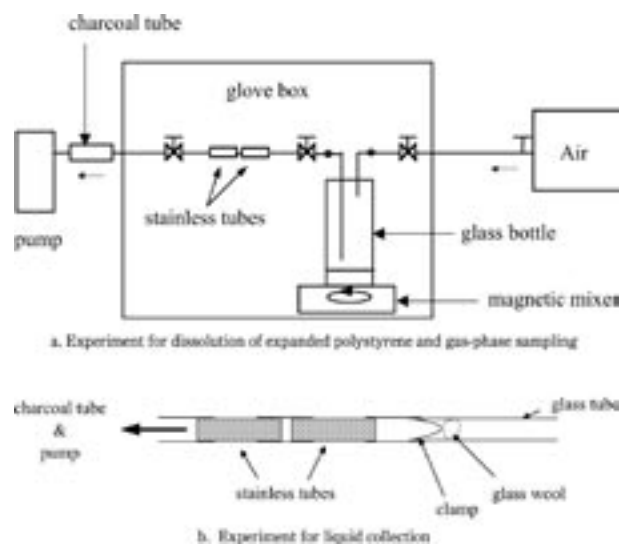 charcoal tube
glove box
Air
stainless tubes
pump
glass bottle
magnetic mixer
a. Experiment for dissolution of expanded polystyrene and gas-phase sampling
charcoal tube
&
pump
glass tube
stainless tubes
glass wool
clamp
b. Experiment for liquid collection